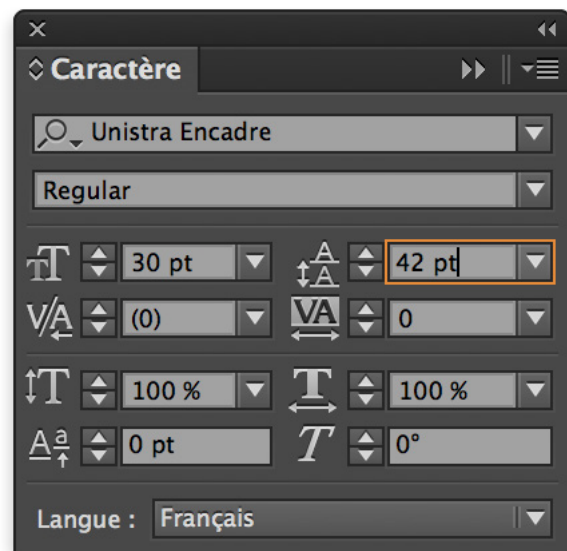 Caractère
Unistra Encadre
Regular
30 pt 42 pt
(0) 0
100 % 100 %
0 pt 0°
Langue : Français